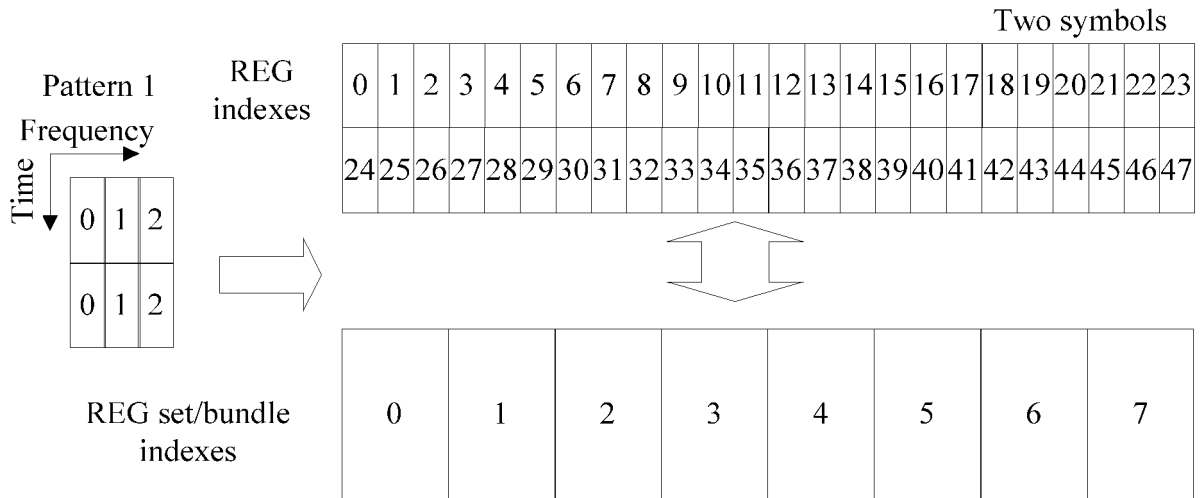 Two symbols
REG
indexes
0 1 2 3 4 5 6 7 8 9 10 11 12 13 14 15 16 17 18 19 20 21 22 23
24 25 26 27 28 29 30 31 32 33 34 35 36 37 38 39 40 41 42 43 44 45 46 47
Pattern 1
Frequency
Time
0 1 2
0 1 2
REG set/bundle
indexes
0 1 2 3 4 5 6 7